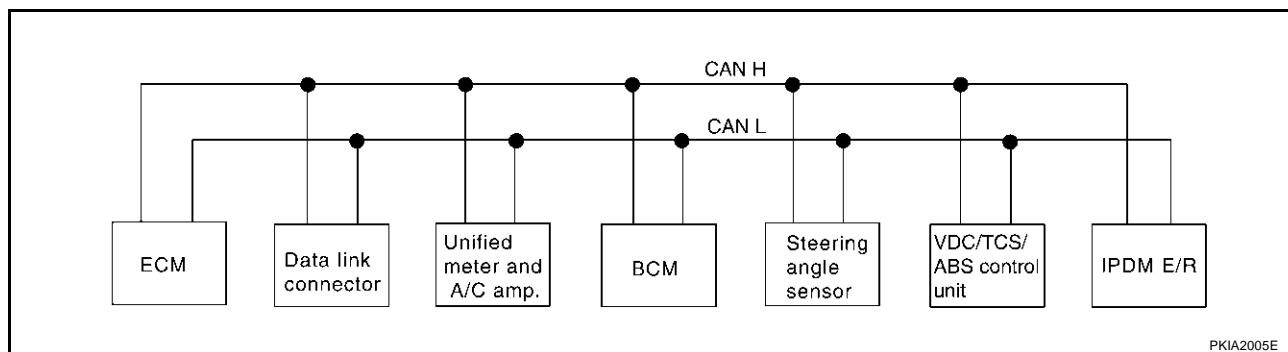 CAN H
CAN L
ECM
Data link
connector
Unified
meter and
A/C amp.
BCM
Steering
angle
sensor
VDC/TCS/
ABS control
unit
IPDM E/R
PKIA2005E